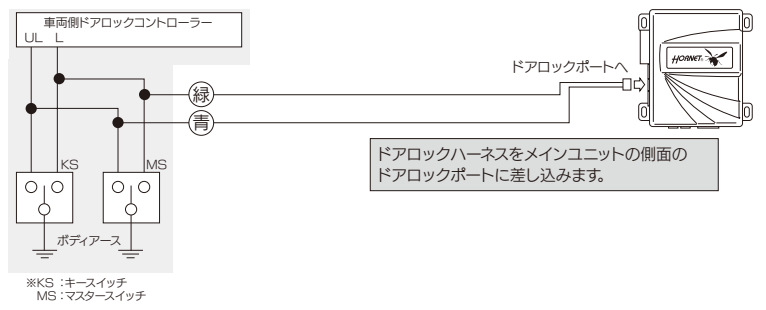 車両側ドアロックコントローラー
UL L
ドアロックポートへ
HORNET®
緑
青
ドアロックハーネスをメインユニットの側面の
ドアロックポートに差し込みます。
KS MS
ボディアース
※KS:キースイッチ
MS:マスタースイッチ